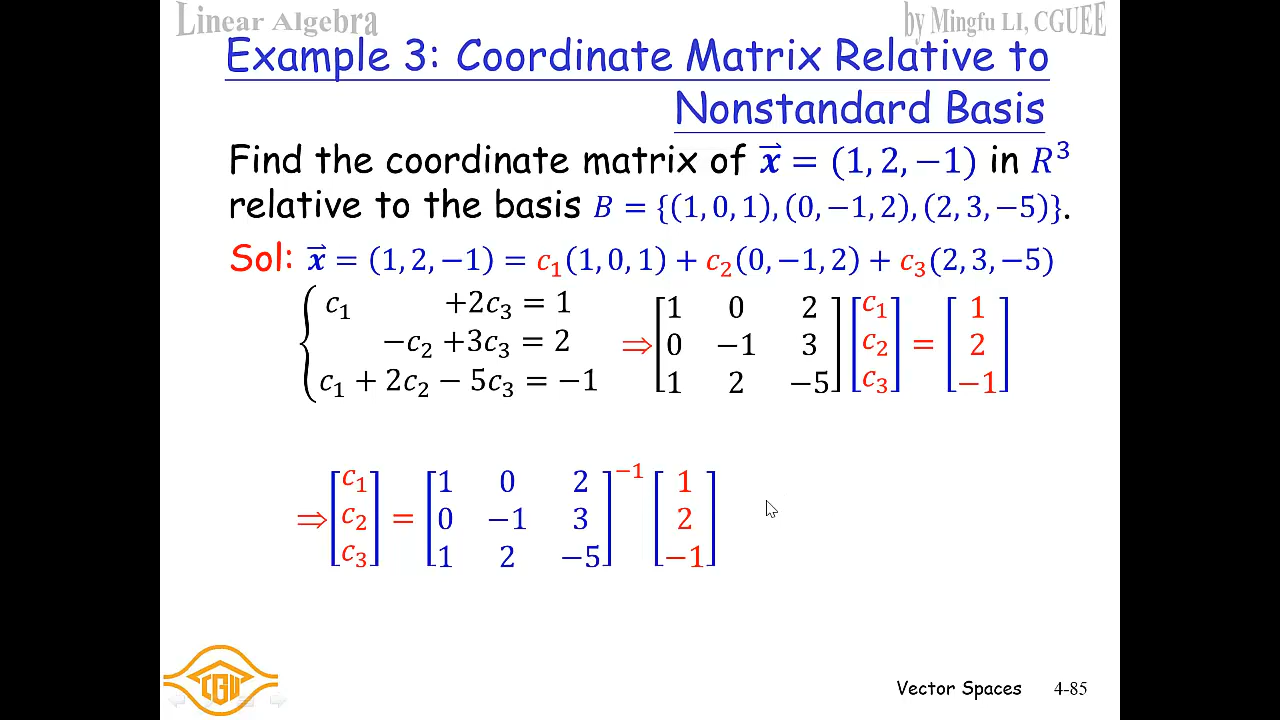 Linear Algebra
by Mingfu LI, CGUEE
Example 3: Coordinate Matrix Relative to
Nonstandard Basis
Find the coordinate matrix of x⃗ = (1, 2, −1) in R³
relative to the basis B = {(1, 0, 1), (0, −1, 2), (2, 3, −5)}.
Sol: x⃗ = (1, 2, −1) = c₁(1, 0, 1) + c₂(0, −1, 2) + c₃(2, 3, −5)
{ c₁ +2c₃ = 1
−c₂ +3c₃ = 2
c₁ + 2c₂ − 5c₃ = −1
⇒ [1 0 2] [c₁] = [1]
[0 −1 3] [c₂] [2]
[1 2 −5] [c₃] [−1]
⇒ [c₁] = [1 0 2]⁻¹ [1]
[c₂] [0 −1 3] [2]
[c₃] [1 2 −5] [−1]
CGU
Vector Spaces 4-85